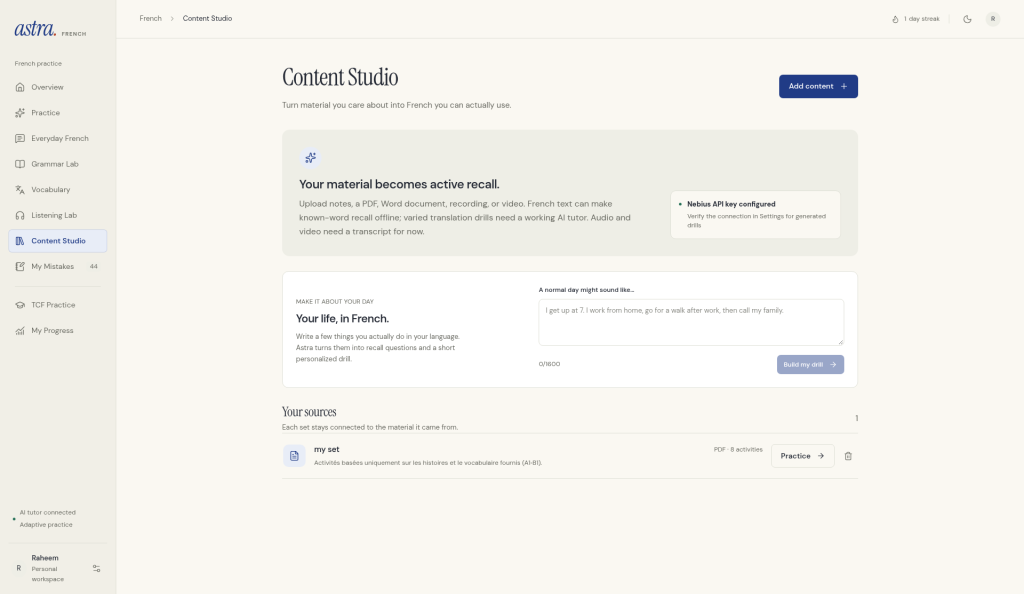 astra. FRENCH
French practice
Overview
Practice
Everyday French
Grammar Lab
Vocabulary
Listening Lab
Content Studio
My Mistakes 44
TCF Practice
My Progress
AI tutor connected
Adaptive practice
R
Raheem
Personal
workspace
French > Content Studio
1 day streak
R
Content Studio
Turn material you care about into French you can actually use.
Add content +
Your material becomes active recall.
Upload notes, a PDF, Word document, recording, or video. French text can make
known-word recall offline; varied translation drills need a working AI tutor. Audio and
video need a transcript for now.
Nebius API key configured
Verify the connection in Settings for generated
drills
MAKE IT ABOUT YOUR DAY
Your life, in French.
Write a few things you actually do in your language.
Astra turns them into recall questions and a short
personalized drill.
A normal day might sound like…
I get up at 7. I work from home, go for a walk after work, then call my family.
0/1600
Build my drill →
Your sources
1
Each set stays connected to the material it came from.
my set
Activités basées uniquement sur les histoires et le vocabulaire fournis (A1-B1).
PDF · 8 activities
Practice →